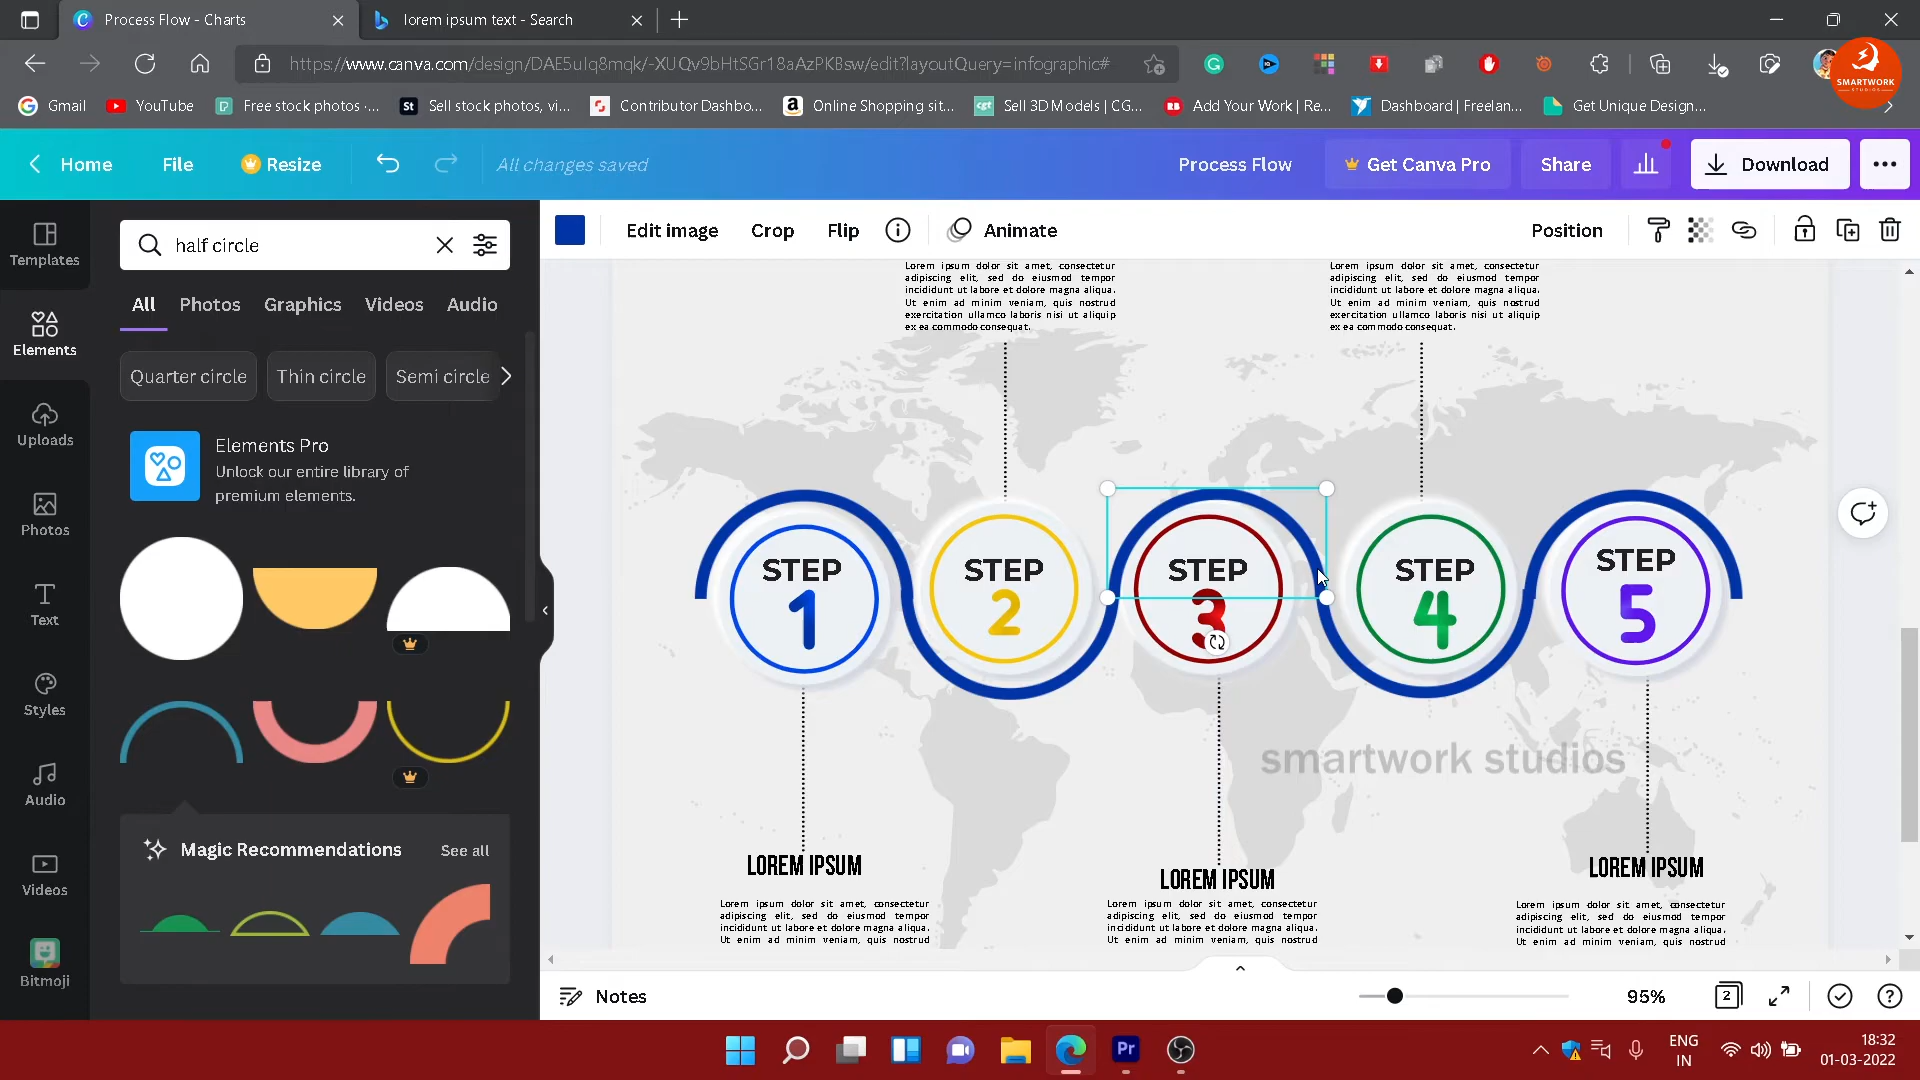 Process Flow - Charts
lorem ipsum text - Search
https://www.canva.com/design/DAE5uIq8mqk/-XUQv9bHtSGr18aAzPKBsw/edit?layoutQuery=infographic#
SMARTWORK
STUDIOS
Gmail
YouTube
Free stock photos ·...
Sell stock photos, vi...
Contributor Dashbo...
Online Shopping sit...
Sell 3D Models | CG...
Add Your Work | Re...
Dashboard | Freelan...
Get Unique Design...
Home
File
Resize
All changes saved
Process Flow
Get Canva Pro
Share
Download
Templates
Elements
Uploads
Photos
Text
Styles
Audio
Videos
Bitmoji
half circle
All
Photos
Graphics
Videos
Audio
Quarter circle
Thin circle
Semi circle
Elements Pro
Unlock our entire library of
premium elements.
Magic Recommendations
See all
Edit image
Crop
Flip
Animate
Position
Lorem ipsum dolor sit amet, consectetur
adipiscing elit, sed do eiusmod tempor
incididunt ut labore et dolore magna aliqua.
Ut enim ad minim veniam, quis nostrud
exercitation ullamco laboris nisi ut aliquip
ex ea commodo consequat.
Lorem ipsum dolor sit amet, consectetur
adipiscing elit, sed do eiusmod tempor
incididunt ut labore et dolore magna aliqua.
Ut enim ad minim veniam, quis nostrud
exercitation ullamco laboris nisi ut aliquip
ex ea commodo consequat.
STEP
1
STEP
2
STEP
3
STEP
4
STEP
5
smartwork studios
LOREM IPSUM
Lorem ipsum dolor sit amet, consectetur
adipiscing elit, sed do eiusmod tempor
incididunt ut labore et dolore magna aliqua.
Ut enim ad minim veniam, quis nostrud
LOREM IPSUM
Lorem ipsum dolor sit amet, consectetur
adipiscing elit, sed do eiusmod tempor
incididunt ut labore et dolore magna aliqua.
Ut enim ad minim veniam, quis nostrud
LOREM IPSUM
Lorem ipsum dolor sit amet, consectetur
adipiscing elit, sed do eiusmod tempor
incididunt ut labore et dolore magna aliqua.
Ut enim ad minim veniam, quis nostrud
Notes
95%
2
Pr
ENG
IN
18:32
01-03-2022